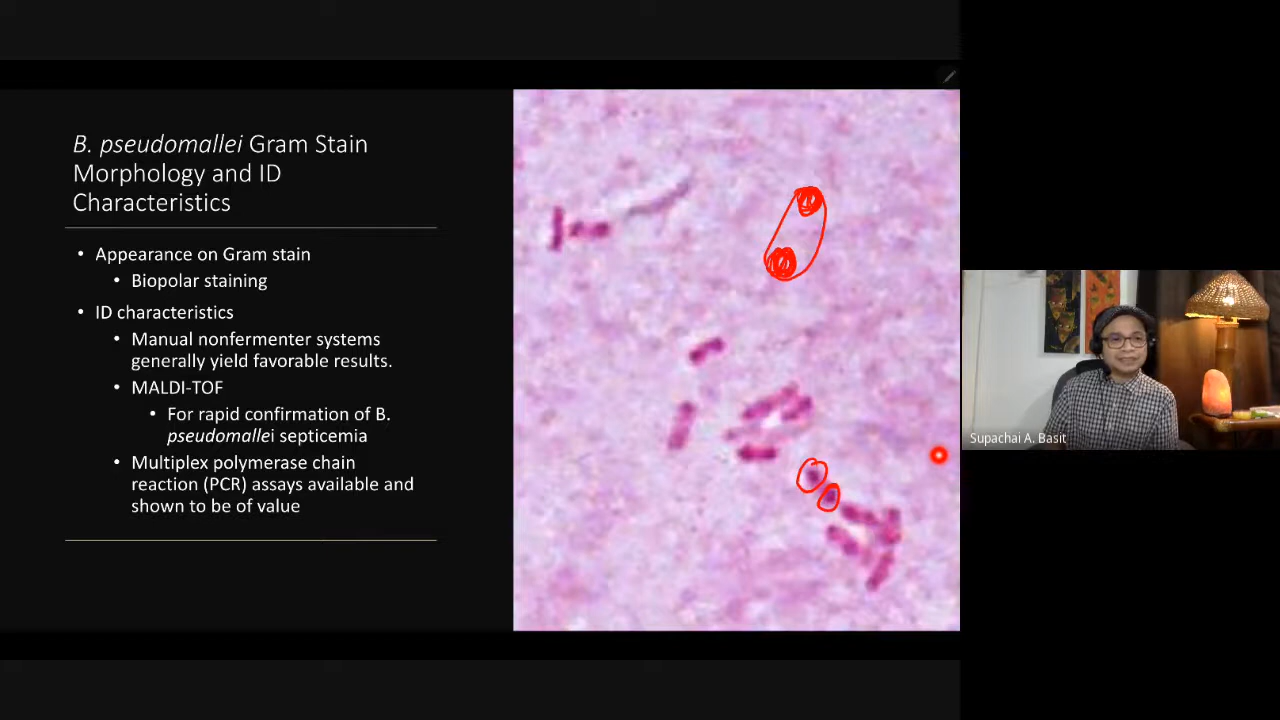 B. pseudomallei Gram Stain
Morphology and ID
Characteristics
• Appearance on Gram stain
• Biopolar staining
• ID characteristics
• Manual nonfermenter systems
generally yield favorable results.
• MALDI-TOF
• For rapid confirmation of B.
pseudomallei septicemia
• Multiplex polymerase chain
reaction (PCR) assays available and
shown to be of value
Supachai A. Basit